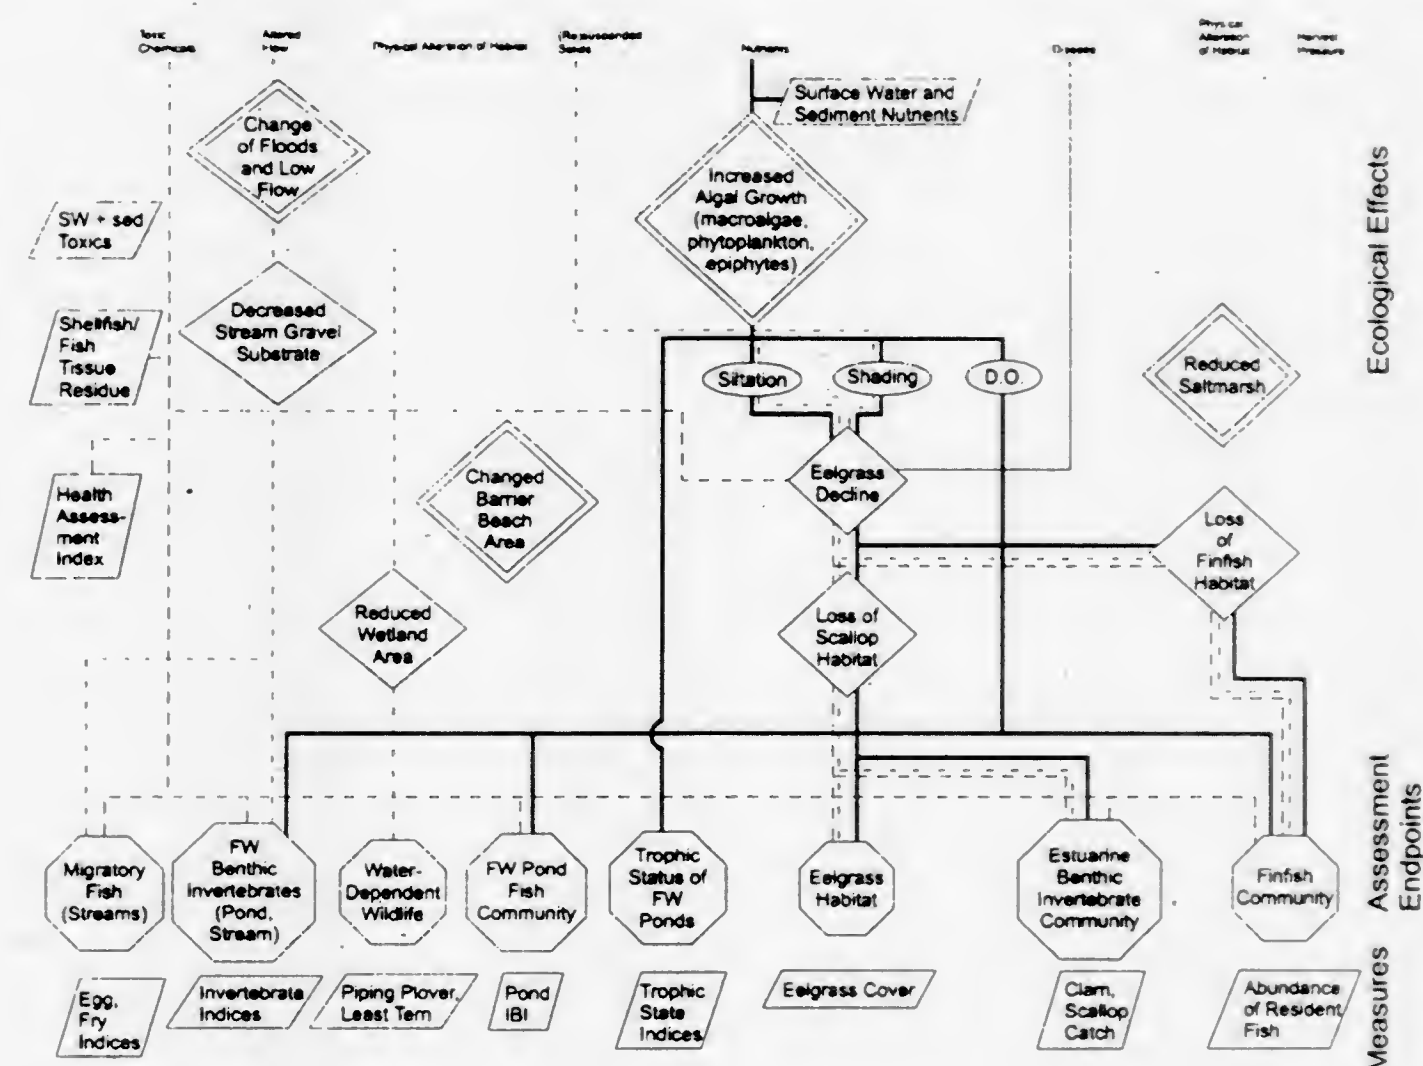 Toxic
Chemicals
Altered
Flow
Physical Alteration of Habitat
(Re)suspended
Seds
Nutrients
Disease
Physical
Alteration
of Habitat
Harvest
Pressure
Surface Water and
Sediment Nutrients
Change
of Floods
and Low
Flow
Increased
Algal Growth
(macroalgae,
phytoplankton,
epiphytes)
SW + sed
Toxics
Decreased
Stream Gravel
Substrate
Shellfish/
Fish
Tissue
Residue
Siltation
Shading
D.O.
Reduced
Saltmarsh
Ecological Effects
Health
Assess-
ment
Index
Changed
Barrier
Beach
Area
Eelgrass
Decline
Loss
of
Finfish
Habitat
Reduced
Wetland
Area
Loss of
Scallop
Habitat
Migratory
Fish
(Streams)
FW
Benthic
Invertebrates
(Pond,
Stream)
Water-
Dependent
Wildlife
FW Pond
Fish
Community
Trophic
Status of
FW
Ponds
Eelgrass
Habitat
Estuarine
Benthic
Invertebrate
Community
Finfish
Community
Assessment
Endpoints
Egg,
Fry
Indices
Invertebrate
Indices
Piping Plover,
Least Tern
Pond
IBI
Trophic
State
Indices
Eelgrass Cover
Clam,
Scallop
Catch
Abundance
of Resident
Fish
Measures